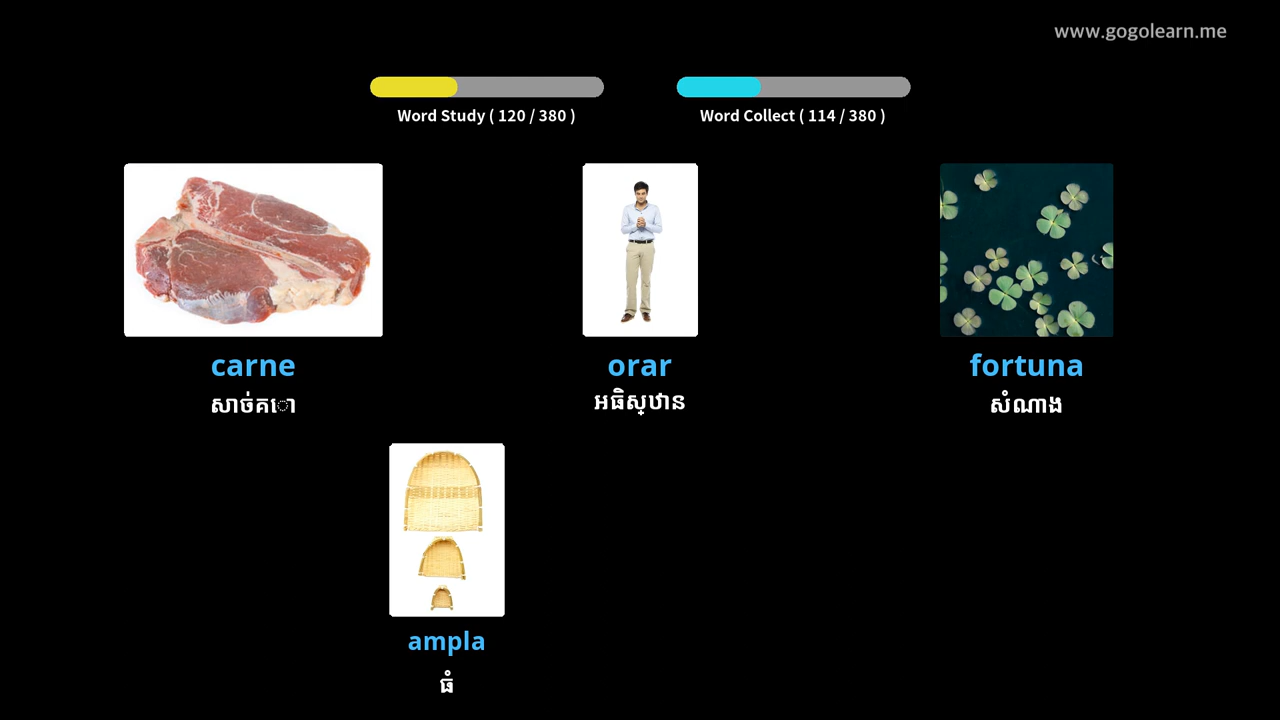 www.gogolearn.me
Word Study ( 120 / 380 )
Word Collect ( 114 / 380 )
carne
orar
fortuna
សាច់គោ
អធិស្ឋាន
សំណាង
ampla
ធំ